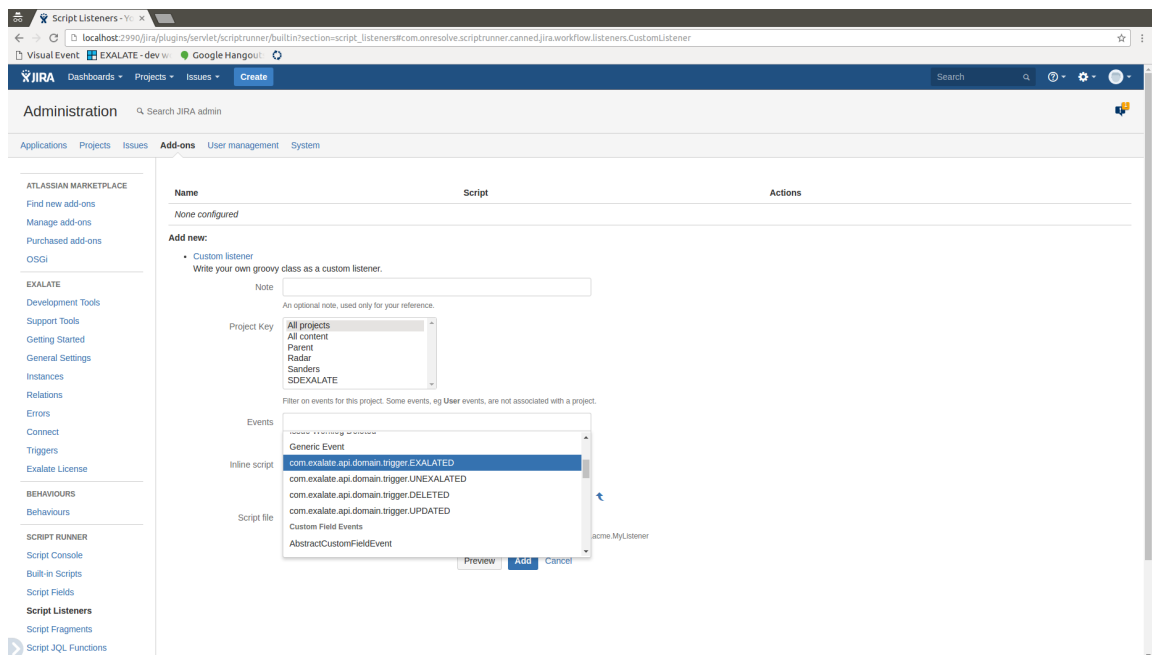 Script Listeners - Yo
localhost:2990/jira/plugins/servlet/scriptrunner/builtin?section=script_listeners#com.onresolve.scriptrunner.canned.jira.workflow.listeners.CustomListener
Visual Event EXALATE - dev w Google Hangout
JIRA Dashboards Projects Issues Create Search
Administration Search JIRA admin
Applications Projects Issues Add-ons User management System
ATLASSIAN MARKETPLACE
Find new add-ons
Manage add-ons
Purchased add-ons
OSGi
EXALATE
Development Tools
Support Tools
Getting Started
General Settings
Instances
Relations
Errors
Connect
Triggers
Exalate License
BEHAVIOURS
Behaviours
SCRIPT RUNNER
Script Console
Built-in Scripts
Script Fields
Script Listeners
Script Fragments
Script JQL Functions
Name Script Actions
None configured
Add new:
• Custom listener
Write your own groovy class as a custom listener.
Note
An optional note, used only for your reference.
Project Key
All projects
All content
Parent
Radar
Sanders
SDEXALATE
Filter on events for this project. Some events, eg User events, are not associated with a project.
Events
Generic Event
Inline script
com.exalate.api.domain.trigger.EXALATED
com.exalate.api.domain.trigger.UNEXALATED
com.exalate.api.domain.trigger.DELETED
com.exalate.api.domain.trigger.UPDATED
Script file
Custom Field Events
acme.MyListener
AbstractCustomFieldEvent
Preview Add Cancel